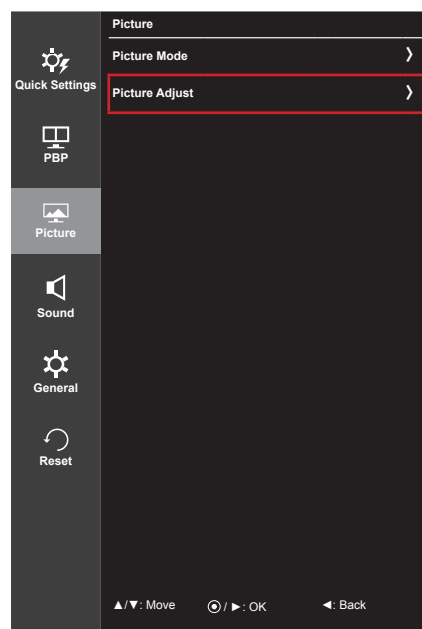 Picture
Picture Mode ❯
Picture Adjust ❯
Quick Settings
PBP
Picture
Sound
General
Reset
▲/▼: Move ⦿ / ►: OK ◄: Back